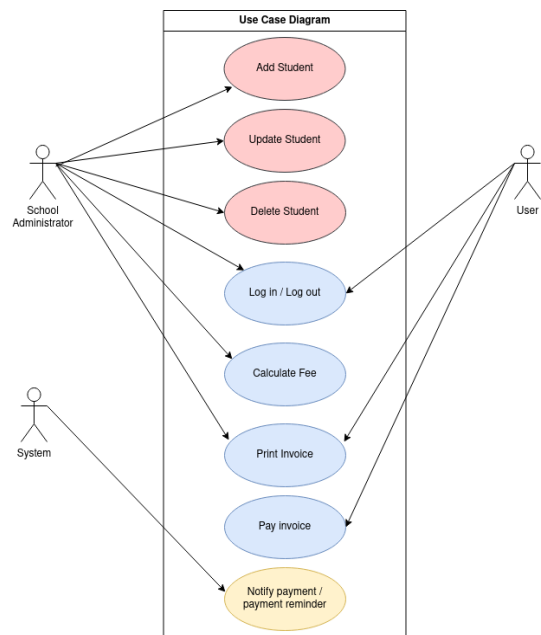 Use Case Diagram
Add Student
Update Student
Delete Student
School
Administrator
User
Log in / Log out
Calculate Fee
System
Print Invoice
Pay invoice
Notify payment /
payment reminder